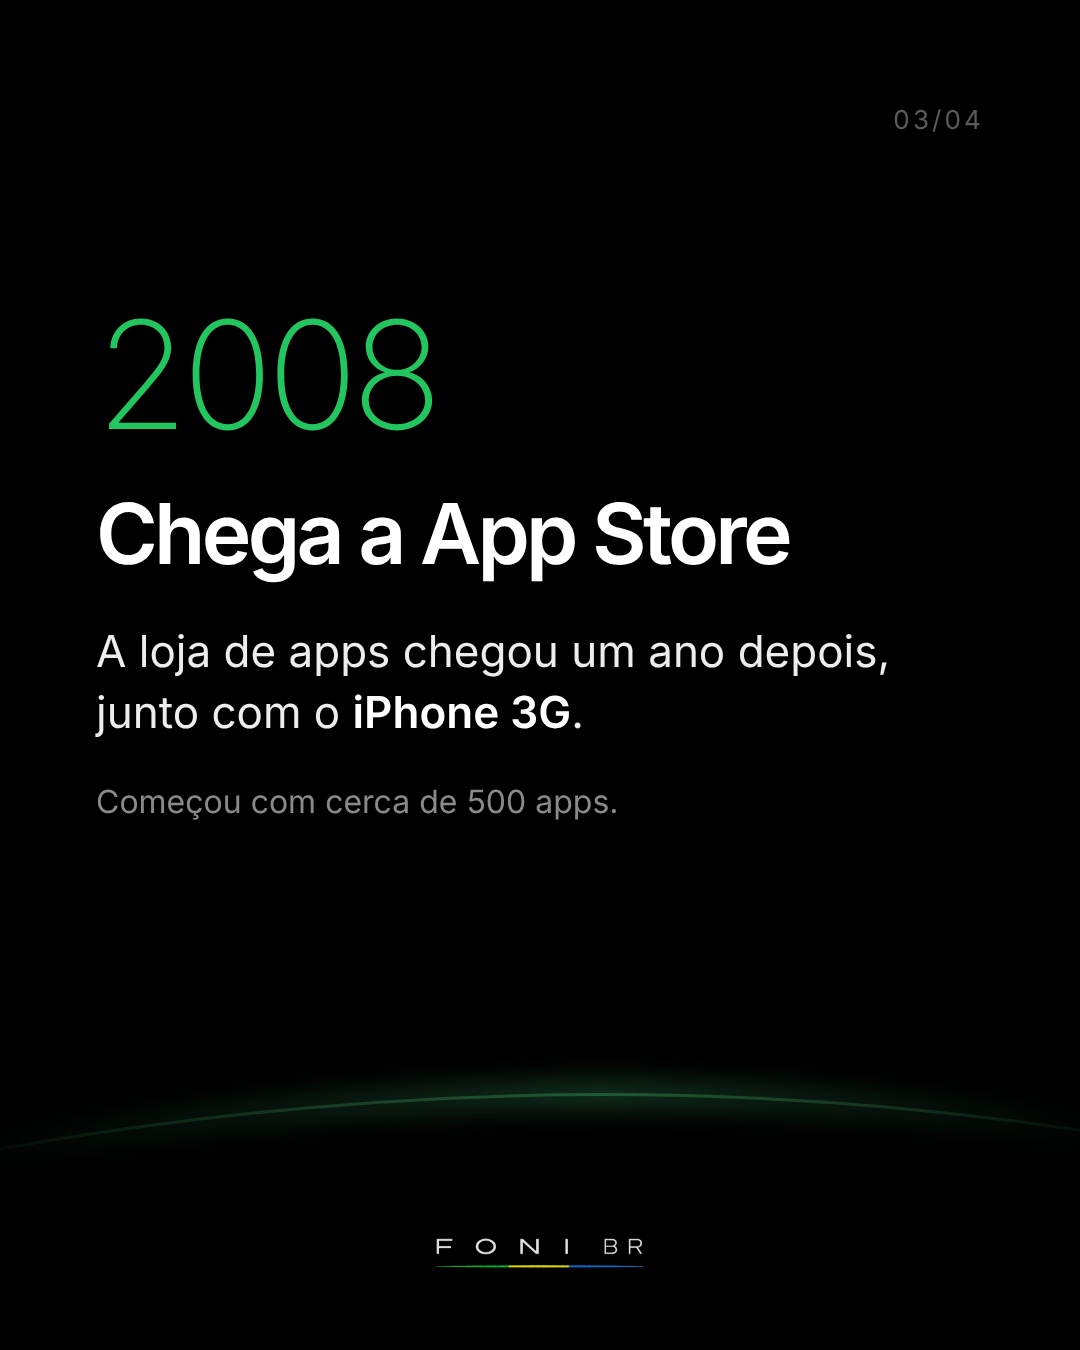 03/04
2008
Chega a App Store
A loja de apps chegou um ano depois,
junto com o iPhone 3G.
Começou com cerca de 500 apps.
FONI BR